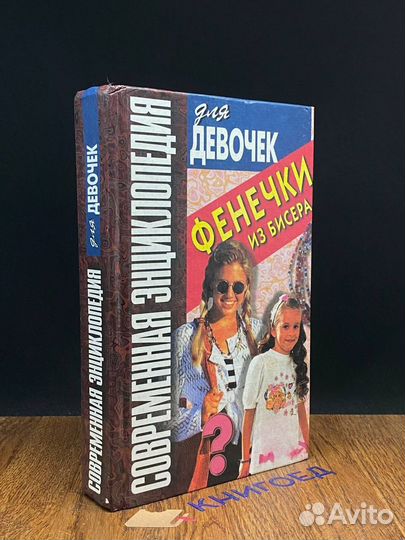 СОВРЕМЕННАЯ ЭНЦИКЛОПЕДИЯ
для
ДЕВОЧЕК
СОВРЕМЕННАЯ ЭНЦИКЛОПЕДИЯ
для
ДЕВОЧЕК
ФЕНЕЧКИ
ИЗ БИСЕРА
?
КНИГОЕД
Avito